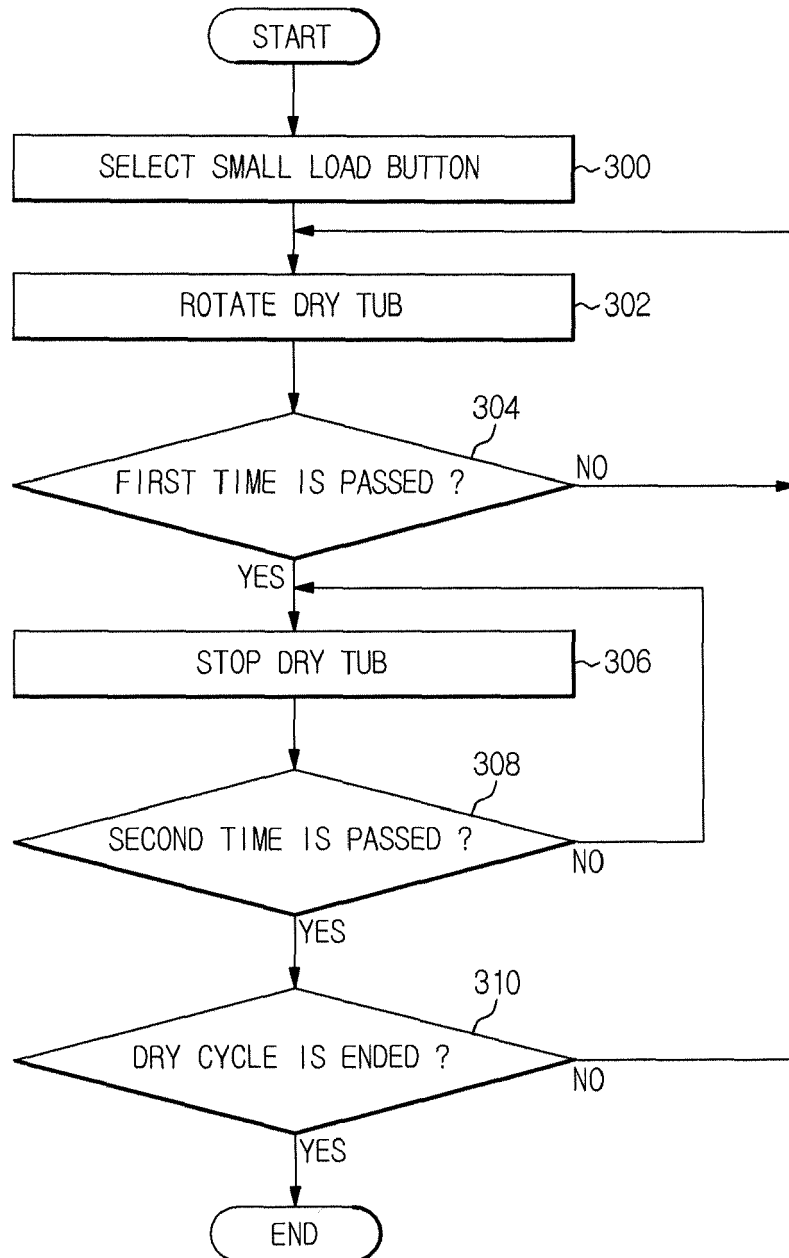 START
SELECT SMALL LOAD BUTTON
300
ROTATE DRY TUB
302
304
FIRST TIME IS PASSED ?
NO
YES
STOP DRY TUB
306
308
SECOND TIME IS PASSED ?
NO
YES
310
DRY CYCLE IS ENDED ?
NO
YES
END